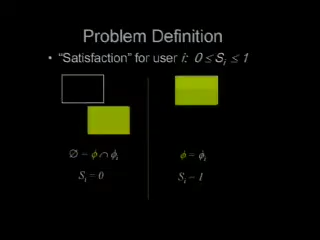 Problem Definition
• “Satisfaction” for user i: 0 ≤ Sᵢ ≤ 1
∅ = ϕ ∩ ϕᵢ
ϕ = ϕᵢ
Sᵢ = 0
Sᵢ = 1